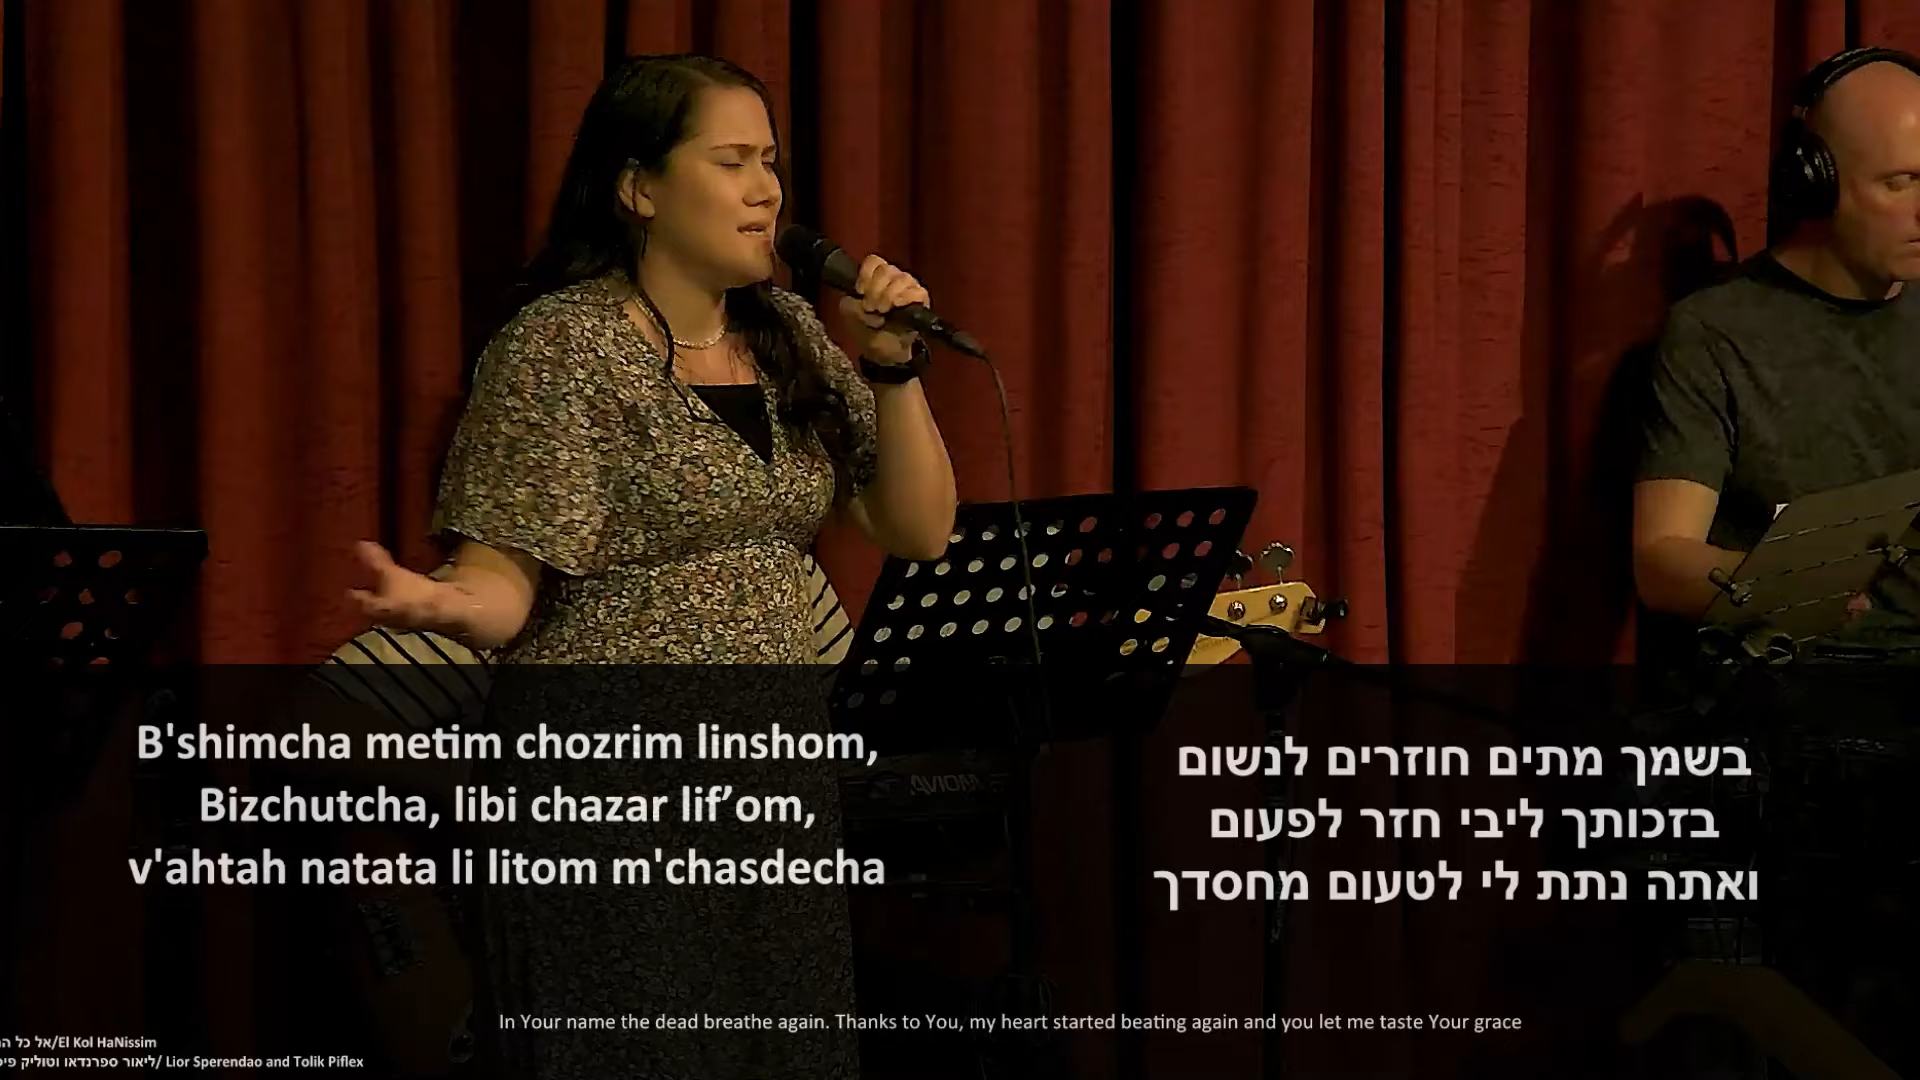 B'shimcha metim chozrim linshom,
Bizchutcha, libi chazar lif’om,
v'ahtah natata li litom m'chasdecha
בשמך מתים חוזרים לנשום
בזכותך ליבי חזר לפעום
ואתה נתת לי לטעום מחסדך
AVIOM
In Your name the dead breathe again. Thanks to You, my heart started beating again and you let me taste Your grace
אל כל /El Kol HaNissim
ליאור ספרנדאו וטוליק / Lior Sperendao and Tolik Piflex